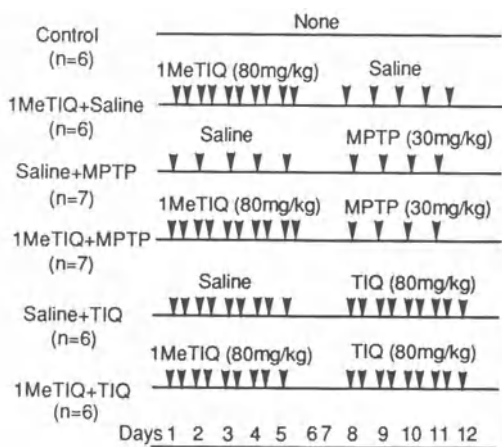 None
Control
(n=6)
1MeTIQ (80mg/kg) Saline
1MeTIQ+Saline
(n=6)
Saline MPTP (30mg/kg)
Saline+MPTP
(n=7)
1MeTIQ (80mg/kg) MPTP (30mg/kg)
1MeTIQ+MPTP
(n=7)
Saline TIQ (80mg/kg)
Saline+TIQ
(n=6)
1MeTIQ (80mg/kg) TIQ (80mg/kg)
1MeTIQ+TIQ
(n=6)
Days 1 2 3 4 5 6 7 8 9 10 11 12